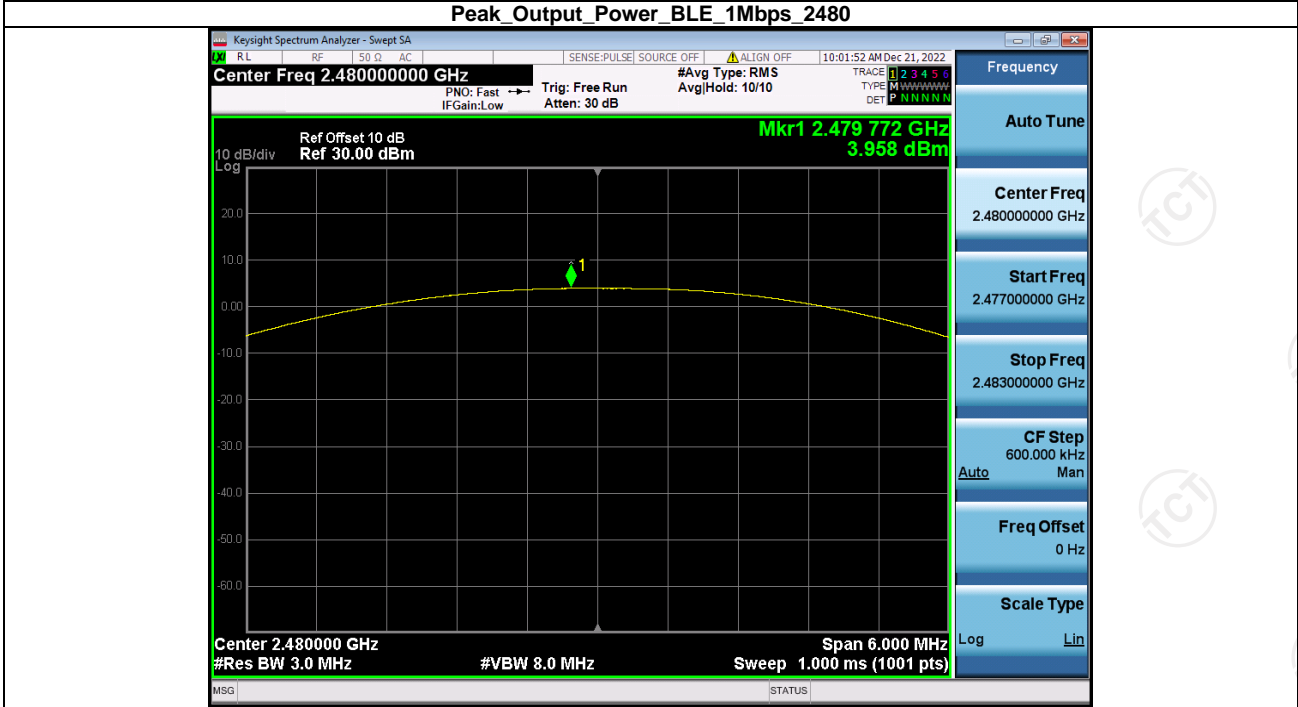 Peak_Output_Power_BLE_1Mbps_2480
Keysight Spectrum Analyzer - Swept SA
LXI RL RF 50 Ω AC SENSE:PULSE SOURCE OFF ALIGN OFF 10:01:52 AM Dec 21, 2022
Center Freq 2.480000000 GHz
PNO: Fast
IFGain:Low
Trig: Free Run
Atten: 30 dB
#Avg Type: RMS
Avg|Hold: 10/10
TRACE 1 2 3 4 5 6
TYPE M WWWWW
DET P N N N N N
Ref Offset 10 dB
10 dB/div Ref 30.00 dBm
Log
Mkr1 2.479 772 GHz
3.958 dBm
20.0
10.0
0.00
-10.0
-20.0
-30.0
-40.0
-50.0
-60.0
1
Center 2.480000 GHz Span 6.000 MHz
#Res BW 3.0 MHz #VBW 8.0 MHz Sweep 1.000 ms (1001 pts)
MSG STATUS
Frequency
Auto Tune
Center Freq
2.480000000 GHz
Start Freq
2.477000000 GHz
Stop Freq
2.483000000 GHz
CF Step
600.000 kHz
Auto Man
Freq Offset
0 Hz
Scale Type
Log Lin
TCT
TCT